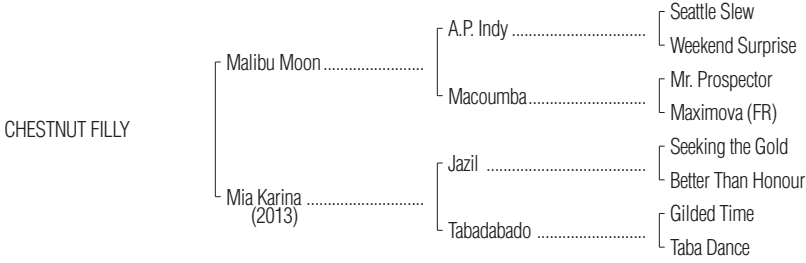 Seattle Slew
A.P. Indy ................................
Weekend Surprise
Malibu Moon ........................
Mr. Prospector
Macoumba............................
Maximova (FR)
CHESTNUT FILLY
Seeking the Gold
Jazil ......................................
Better Than Honour
Mia Karina ............................
(2013)
Gilded Time
Tabadabado ..........................
Taba Dance